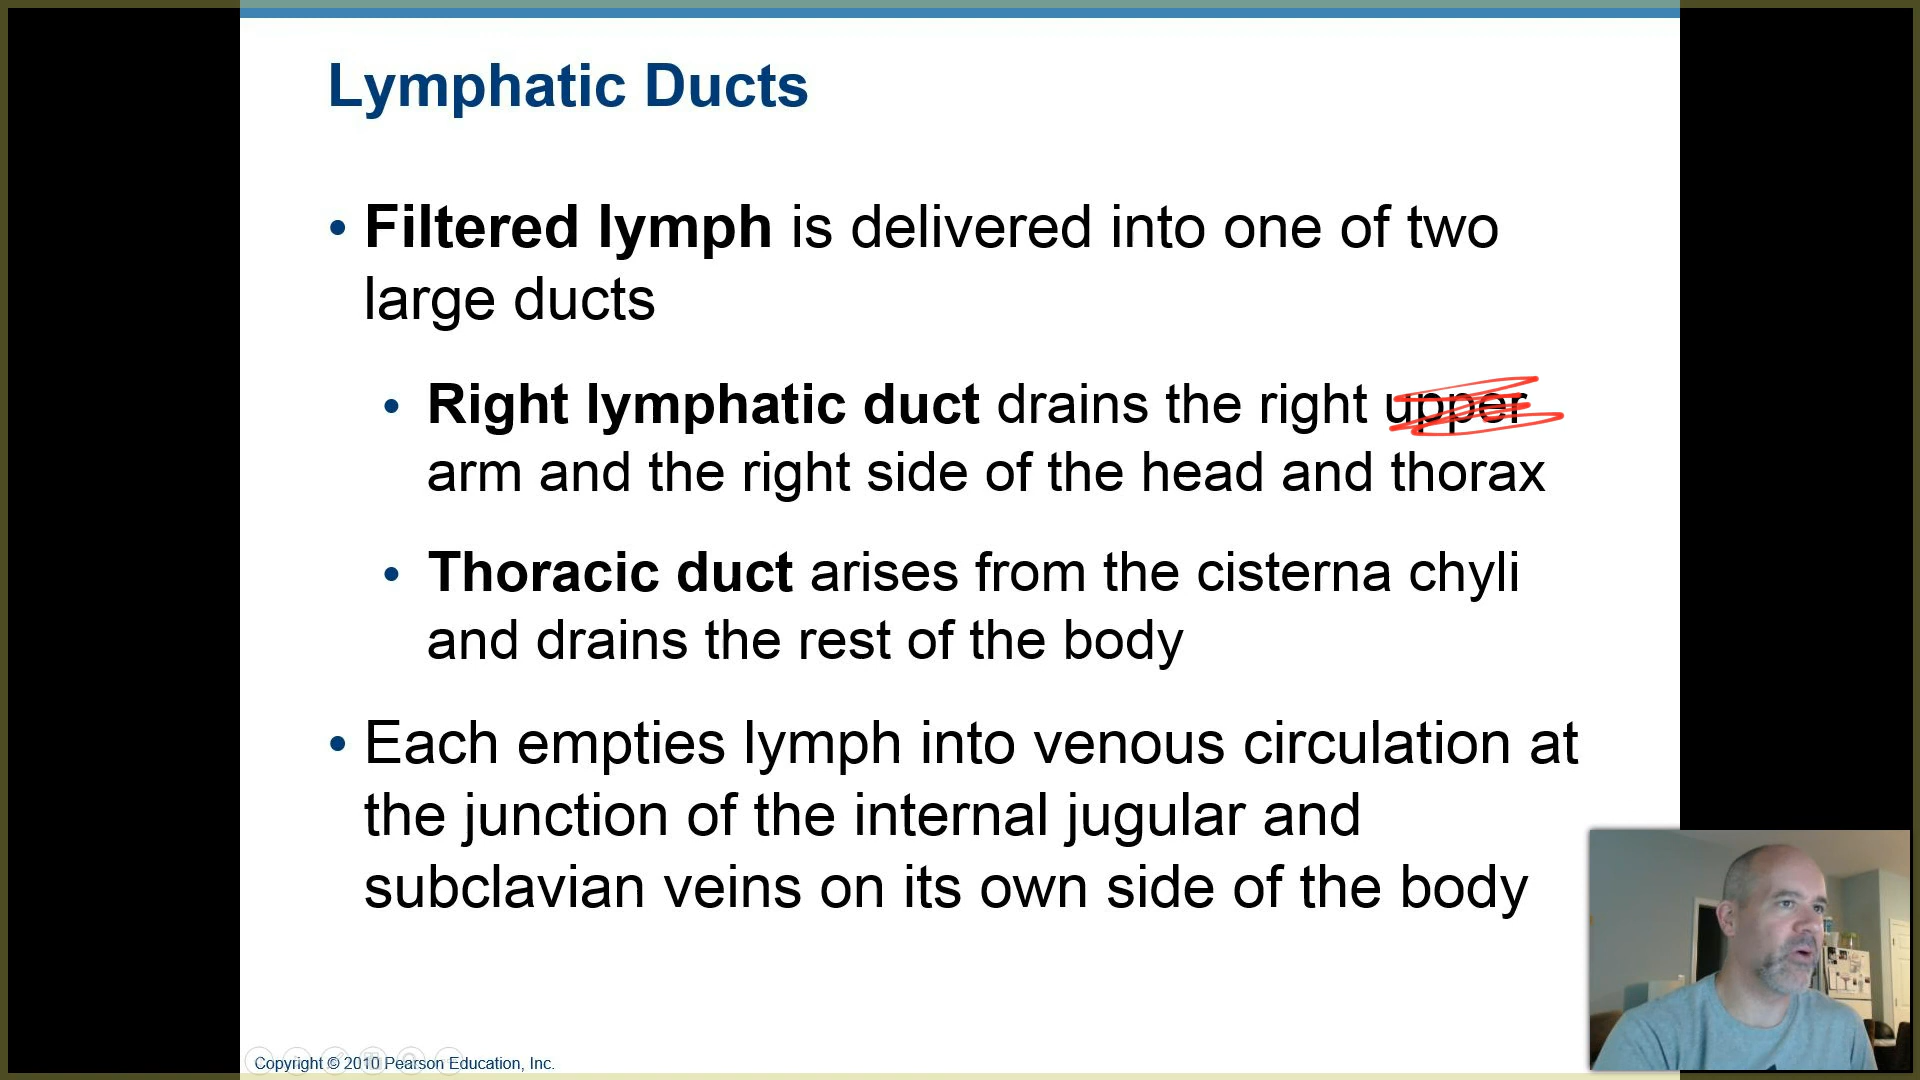 Lymphatic Ducts
• Filtered lymph is delivered into one of two
large ducts
• Right lymphatic duct drains the right upper
arm and the right side of the head and thorax
• Thoracic duct arises from the cisterna chyli
and drains the rest of the body
• Each empties lymph into venous circulation at
the junction of the internal jugular and
subclavian veins on its own side of the body
Copyright © 2010 Pearson Education, Inc.